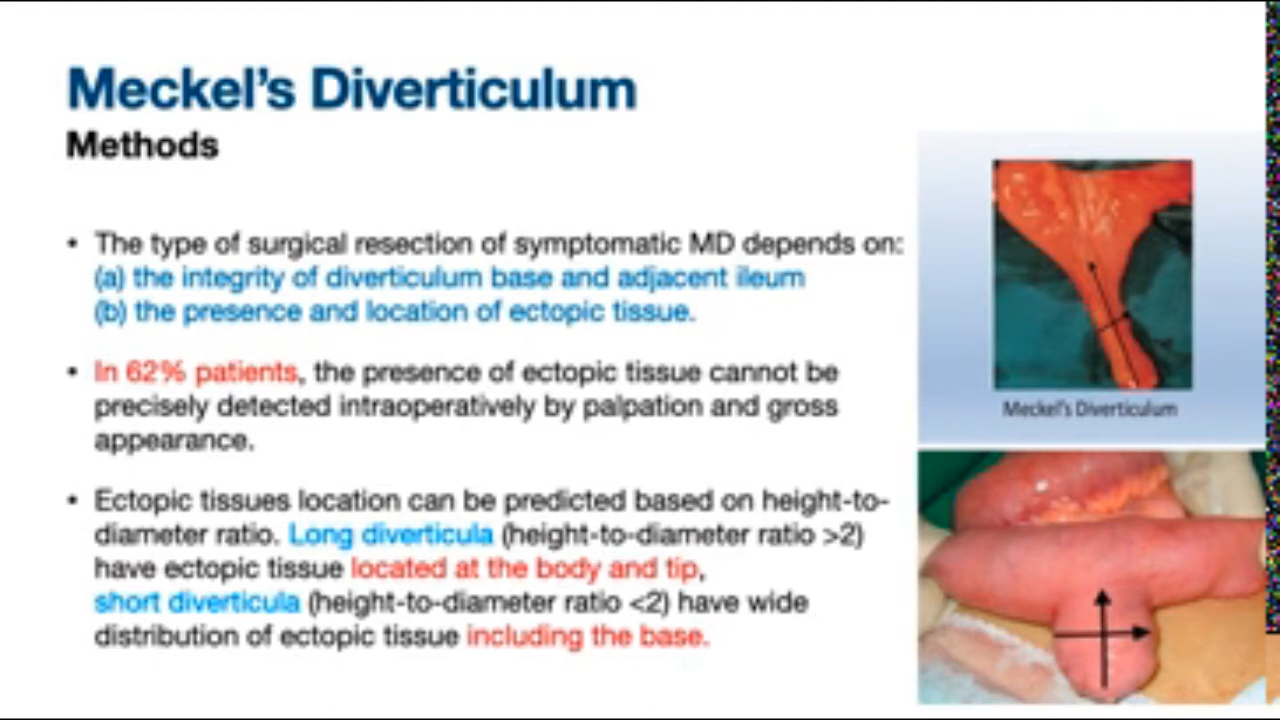 Meckel's Diverticulum
Methods
• The type of surgical resection of symptomatic MD depends on:
(a) the integrity of diverticulum base and adjacent ileum
(b) the presence and location of ectopic tissue.
• In 62% patients, the presence of ectopic tissue cannot be
precisely detected intraoperatively by palpation and gross
appearance.
• Ectopic tissues location can be predicted based on height-to-
diameter ratio. Long diverticula (height-to-diameter ratio >2)
have ectopic tissue located at the body and tip,
short diverticula (height-to-diameter ratio <2) have wide
distribution of ectopic tissue including the base.
Meckel's Diverticulum